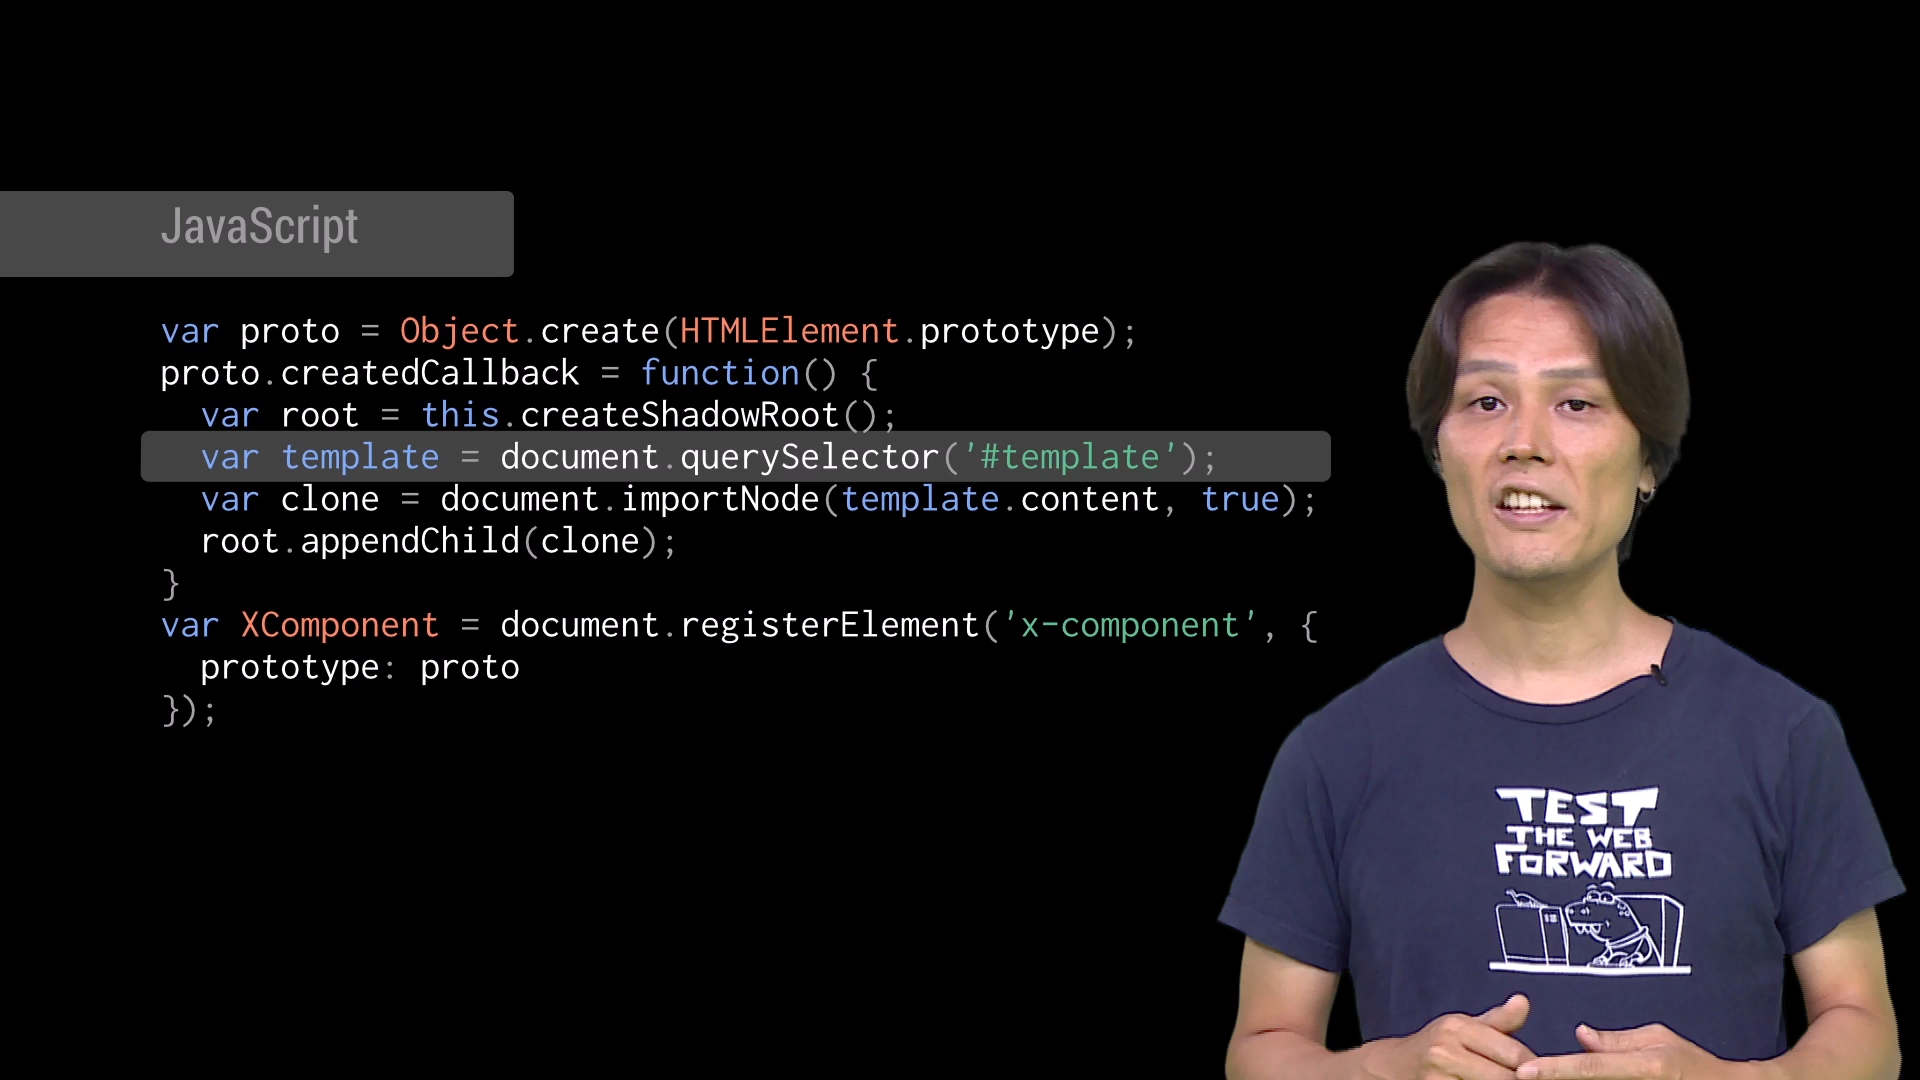 JavaScript
var proto = Object.create(HTMLElement.prototype);
proto.createdCallback = function() {
  var root = this.createShadowRoot();
  var template = document.querySelector('#template');
  var clone = document.importNode(template.content, true);
  root.appendChild(clone);
}
var XComponent = document.registerElement('x-component', {
  prototype: proto
});
TEST
THE WEB
FORWARD